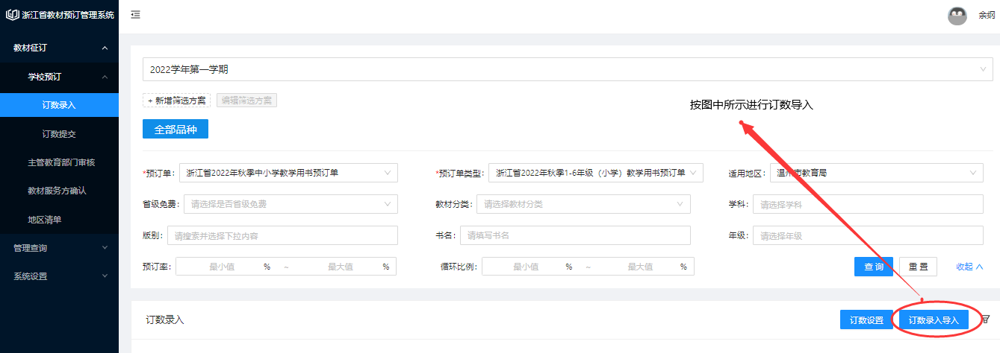 浙江省教材预订管理系统
余纲
教材征订
学校预订
订数录入
订数提交
主管教育部门审核
教材服务方确认
地区清单
管理查询
系统设置
2022学年第一学期
+ 新增筛选方案 编辑筛选方案
按图中所示进行订数导入
全部品种
*预订单: 浙江省2022年秋季中小学教学用书预订单 *预订单类型: 浙江省2022年秋季1-6年级（小学）教学用书预订单 适用地区: 温州市教育局
省级免费: 请选择是否省级免费 教材分类: 请选择教材分类 学科: 请选择学科
版别: 请搜索并选择下拉内容 书名: 请填写书名 年级: 请选择年级
预订率: 最小值 % ~ 最大值 % 循环比例: 最小值 % ~ 最大值 % 查 询 重 置 收起
订数录入 订数设置 订数录入导入